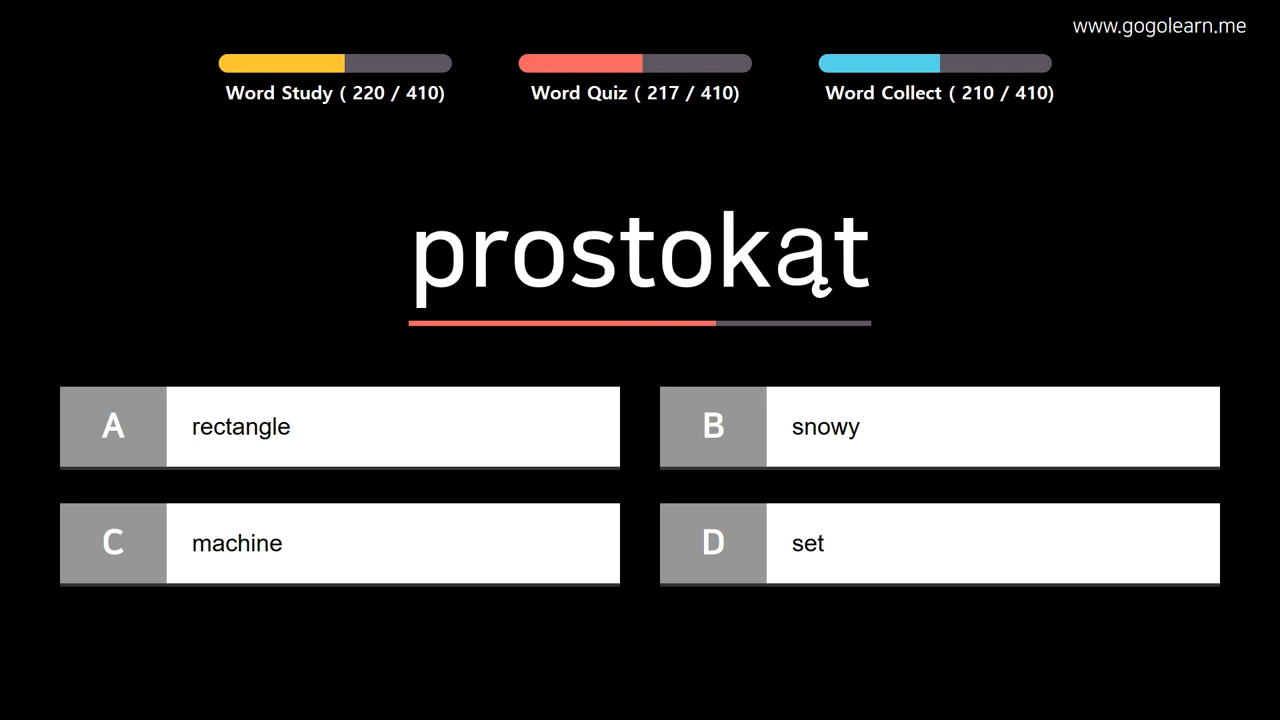 www.gogolearn.me
Word Study ( 220 / 410)
Word Quiz ( 217 / 410)
Word Collect ( 210 / 410)
prostokąt
A rectangle
B snowy
C machine
D set